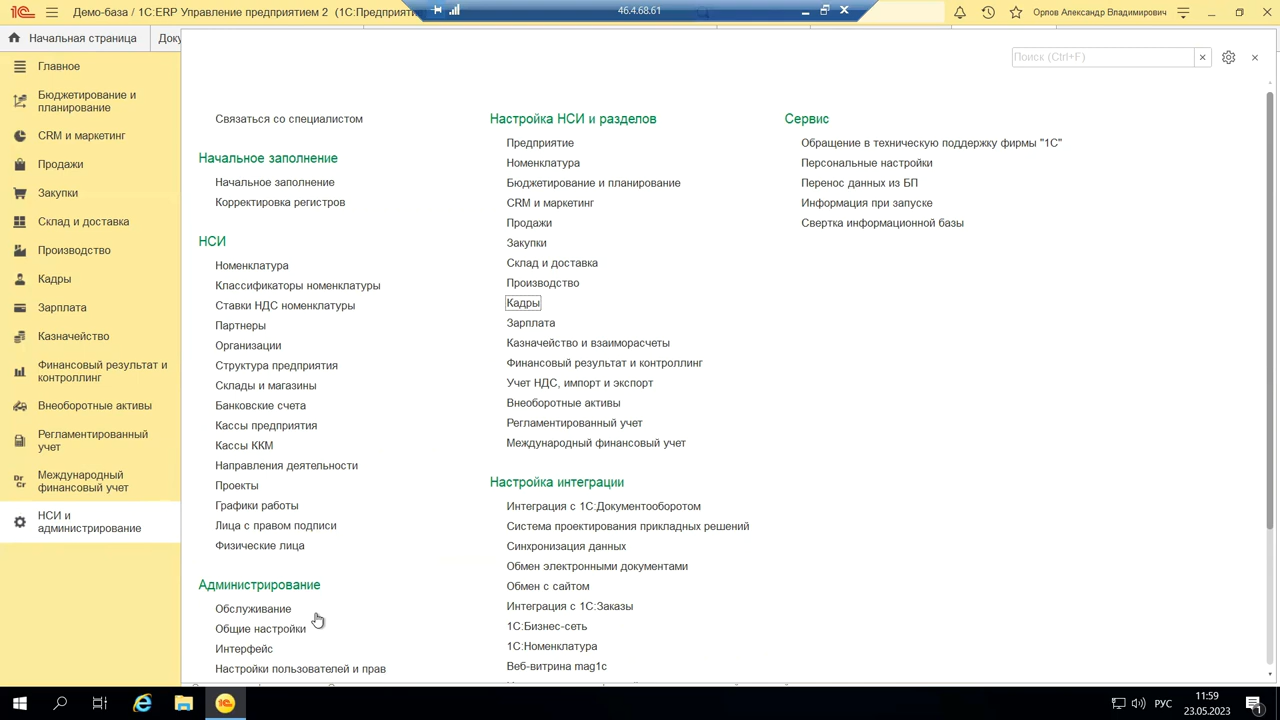 Демо-база / 1С:ERP Управление предприятием 2 (1С:Предприя
46.4.68.61
Орлов Александр Владимирович
Начальная страница
Доку
Поиск (Ctrl+F)
Главное
Бюджетирование и
планирование
CRM и маркетинг
Продажи
Закупки
Склад и доставка
Производство
Кадры
Зарплата
Казначейство
Финансовый результат и
контроллинг
Внеоборотные активы
Регламентированный
учет
Международный
финансовый учет
НСИ и
администрирование
Связаться со специалистом
Начальное заполнение
Начальное заполнение
Корректировка регистров
НСИ
Номенклатура
Классификаторы номенклатуры
Ставки НДС номенклатуры
Партнеры
Организации
Структура предприятия
Склады и магазины
Банковские счета
Кассы предприятия
Кассы ККМ
Направления деятельности
Проекты
Графики работы
Лица с правом подписи
Физические лица
Администрирование
Обслуживание
Общие настройки
Интерфейс
Настройки пользователей и прав
Настройка НСИ и разделов
Предприятие
Номенклатура
Бюджетирование и планирование
CRM и маркетинг
Продажи
Закупки
Склад и доставка
Производство
Кадры
Зарплата
Казначейство и взаиморасчеты
Финансовый результат и контроллинг
Учет НДС, импорт и экспорт
Внеоборотные активы
Регламентированный учет
Международный финансовый учет
Настройка интеграции
Интеграция с 1С:Документооборотом
Система проектирования прикладных решений
Синхронизация данных
Обмен электронными документами
Обмен с сайтом
Интеграция с 1С:Заказы
1С:Бизнес-сеть
1С:Номенклатура
Веб-витрина mag1c
Сервис
Обращение в техническую поддержку фирмы "1С"
Персональные настройки
Перенос данных из БП
Информация при запуске
Свертка информационной базы
РУС
11:59
23.05.2023
1